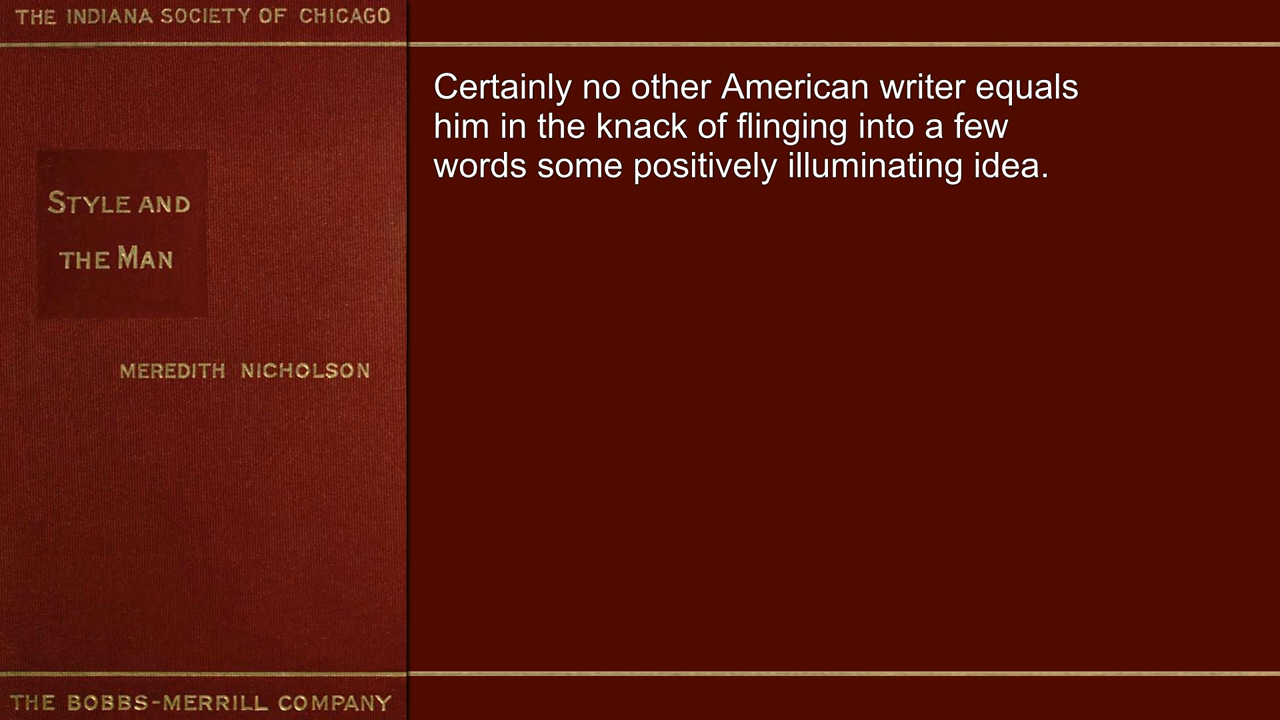 THE INDIANA SOCIETY OF CHICAGO
STYLE AND
THE MAN
MEREDITH NICHOLSON
THE BOBBS-MERRILL COMPANY
Certainly no other American writer equals
him in the knack of flinging into a few
words some positively illuminating idea.